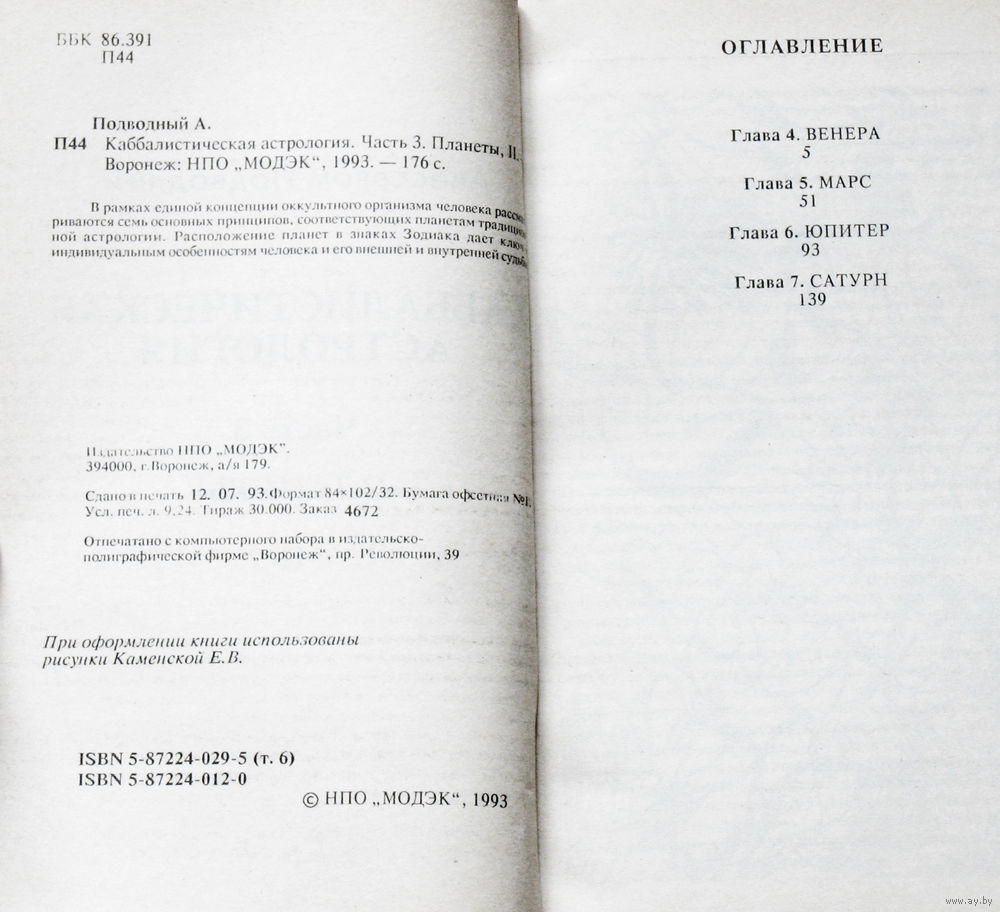 ББК 86.391
П44
Подводный А.
П44 Каббалистическая астрология. Часть 3. Планеты, II.
Воронеж: НПО „МОДЭК“, 1993. — 176 с.
В рамках единой концепции оккультного организма человека рассмат-
риваются семь основных принципов, соответствующих планетам традицион-
ной астрологии. Расположение планет в знаках Зодиака дает ключ
индивидуальным особенностям человека и его внешней и внутренней судьбы
Издательство НПО „МОДЭК".
394000, г.Воронеж, а/я 179.
Сдано в печать 12. 07. 93.Формат 84×102/32. Бумага офсетная №1.
Усл. печ. л. 9,24. Тираж 30.000. Заказ 4672
Отпечатано с компьютерного набора в издательско-
полиграфической фирме „Воронеж“, пр. Революции, 39
При оформлении книги использованы
рисунки Каменской Е.В.
ISBN 5-87224-029-5 (т. 6)
ISBN 5-87224-012-0
© НПО „МОДЭК“, 1993
ОГЛАВЛЕНИЕ
Глава 4. ВЕНЕРА
5
Глава 5. МАРС
51
Глава 6. ЮПИТЕР
93
Глава 7. САТУРН
139
www.ay.by